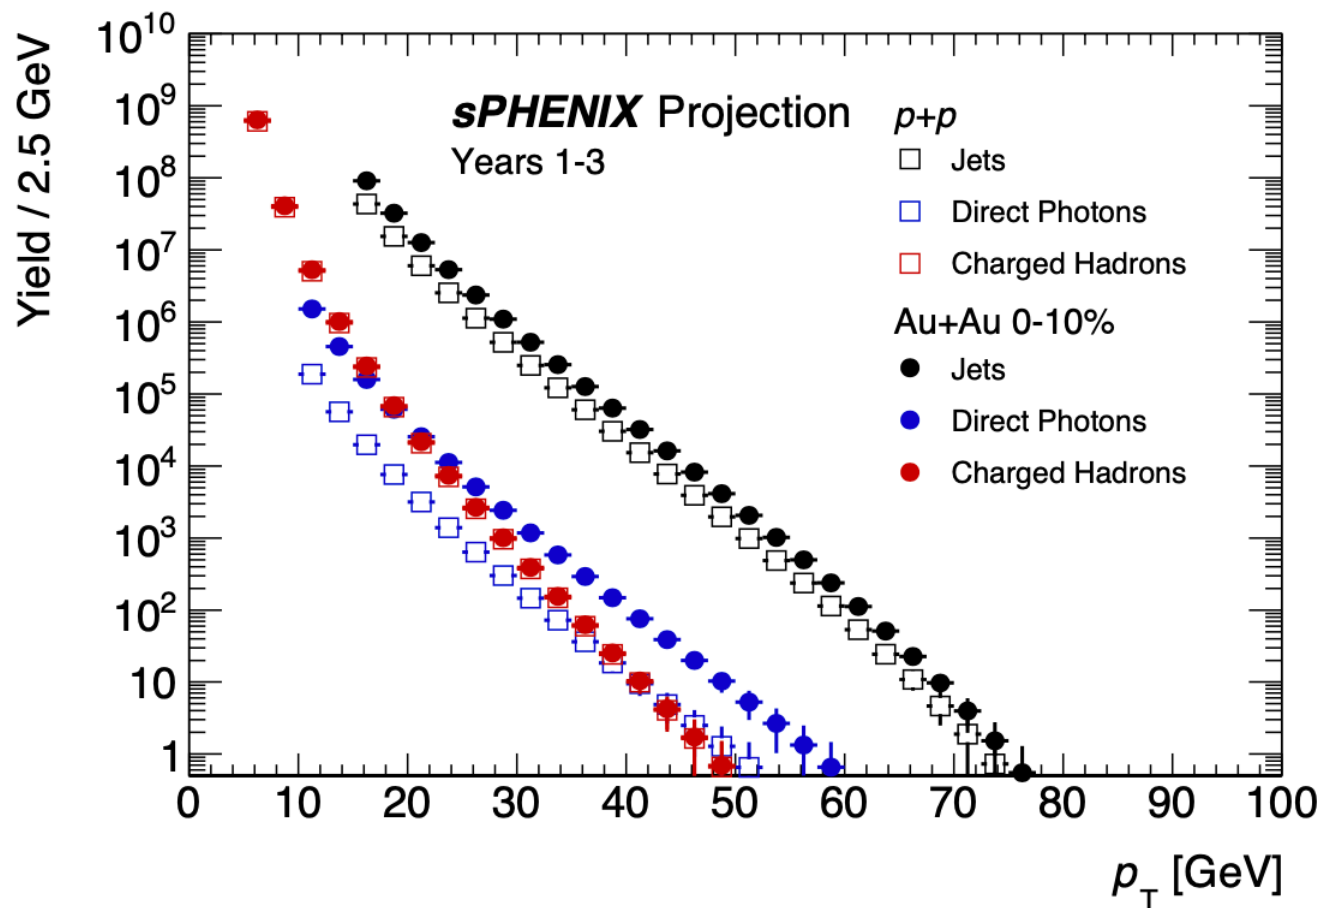 Yield / 2.5 GeV
10^10
10^9
10^8
10^7
10^6
10^5
10^4
10^3
10^2
10
1
sPHENIX Projection
Years 1-3
p+p
Jets
Direct Photons
Charged Hadrons
Au+Au 0-10%
Jets
Direct Photons
Charged Hadrons
0 10 20 30 40 50 60 70 80 90 100
p_T [GeV]